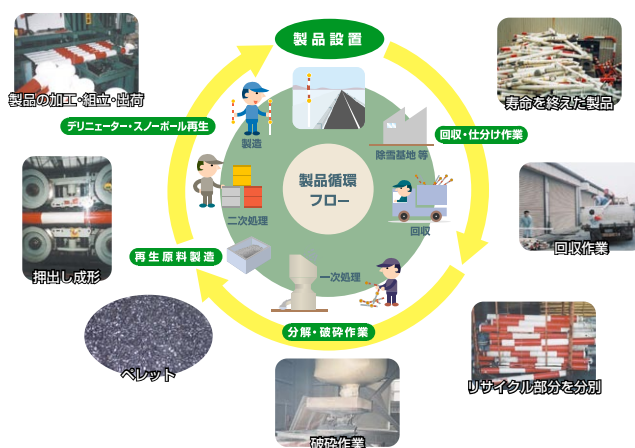 製品設置
製品の加工・組立・出荷
寿命を終えた製品
デリニェーター・スノーポール再生
回収・仕分け作業
製造
除雪基地 等
製品循環
フロー
二次処理
回収
回収作業
再生原料製造
押出し成形
一次処理
分解・破砕作業
ペレット
リサイクル部分を分別
破砕作業